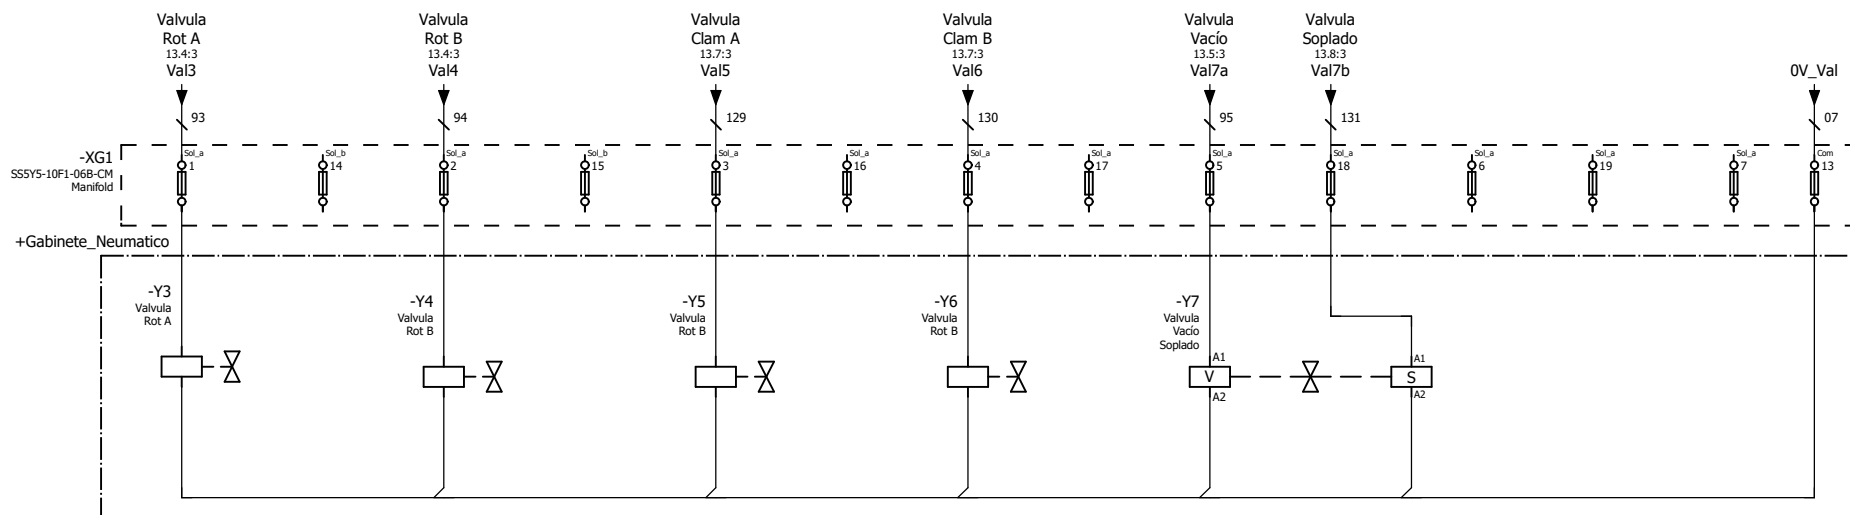 Valvula
Rot A
13.4:3
Val3
Valvula
Rot B
13.4:3
Val4
Valvula
Clam A
13.7:3
Val5
Valvula
Clam B
13.7:3
Val6
Valvula
Vacío
13.5:3
Val7a
Valvula
Soplado
13.8:3
Val7b
0V_Val
93
94
129
130
95
131
07
-XG1
SS5Y5-10F1-06B-CM
Manifold
Sol_a
1
Sol_b
14
Sol_a
2
Sol_b
15
Sol_a
3
Sol_a
16
Sol_a
4
Sol_a
17
Sol_a
5
Sol_a
18
Sol_a
6
Sol_a
19
Sol_a
7
Com
13
+Gabinete_Neumatico
-Y3
Valvula
Rot A
-Y4
Valvula
Rot B
-Y5
Valvula
Rot B
-Y6
Valvula
Rot B
-Y7
Valvula
Vacío
Soplado
A1
V
A2
A1
S
A2